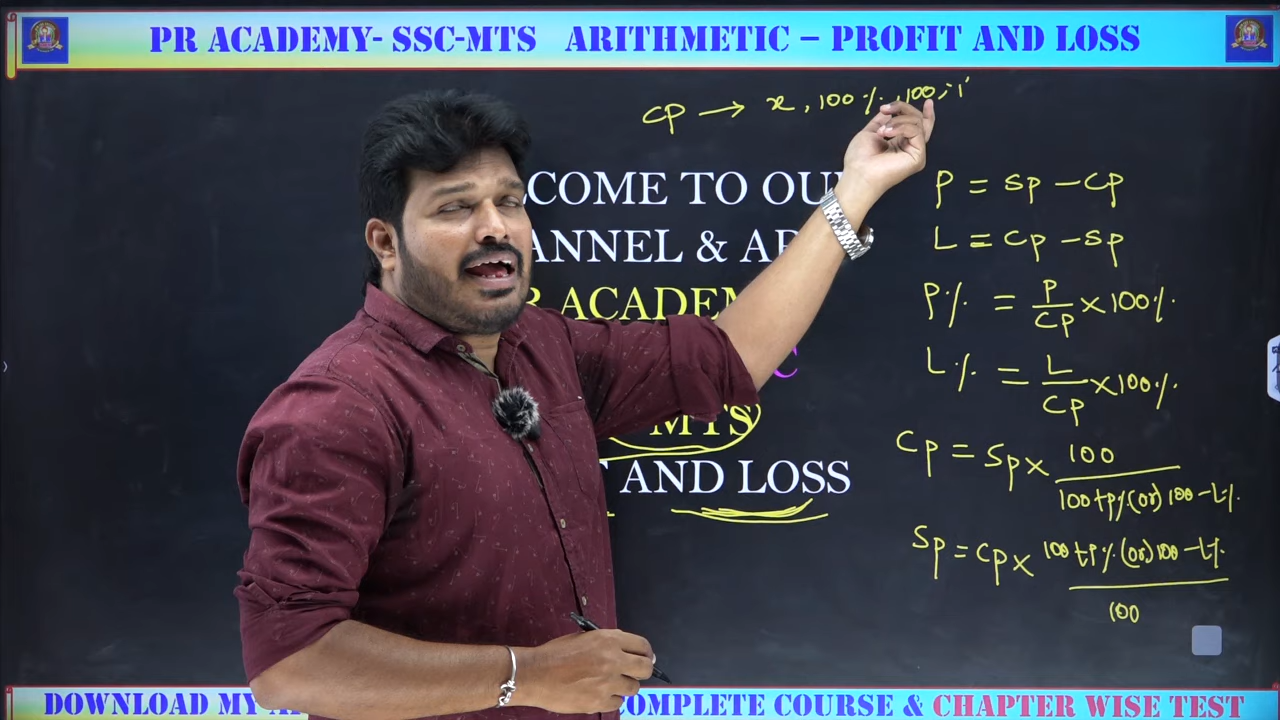 PR ACADEMY- SSC-MTS ARITHMETIC – PROFIT AND LOSS
CP → x, 100%, 100, 1
COME TO OU
ANNEL & AP
ACADEM
MTS
AND LOSS
P = SP - CP
L = CP - SP
P% = P/CP × 100%
L% = L/CP × 100%
CP = SP × 100/100+P% (or) 100-L%
SP = CP × 100+P% (or) 100-L%/100
DOWNLOAD MY COMPLETE COURSE & CHAPTER WISE TEST